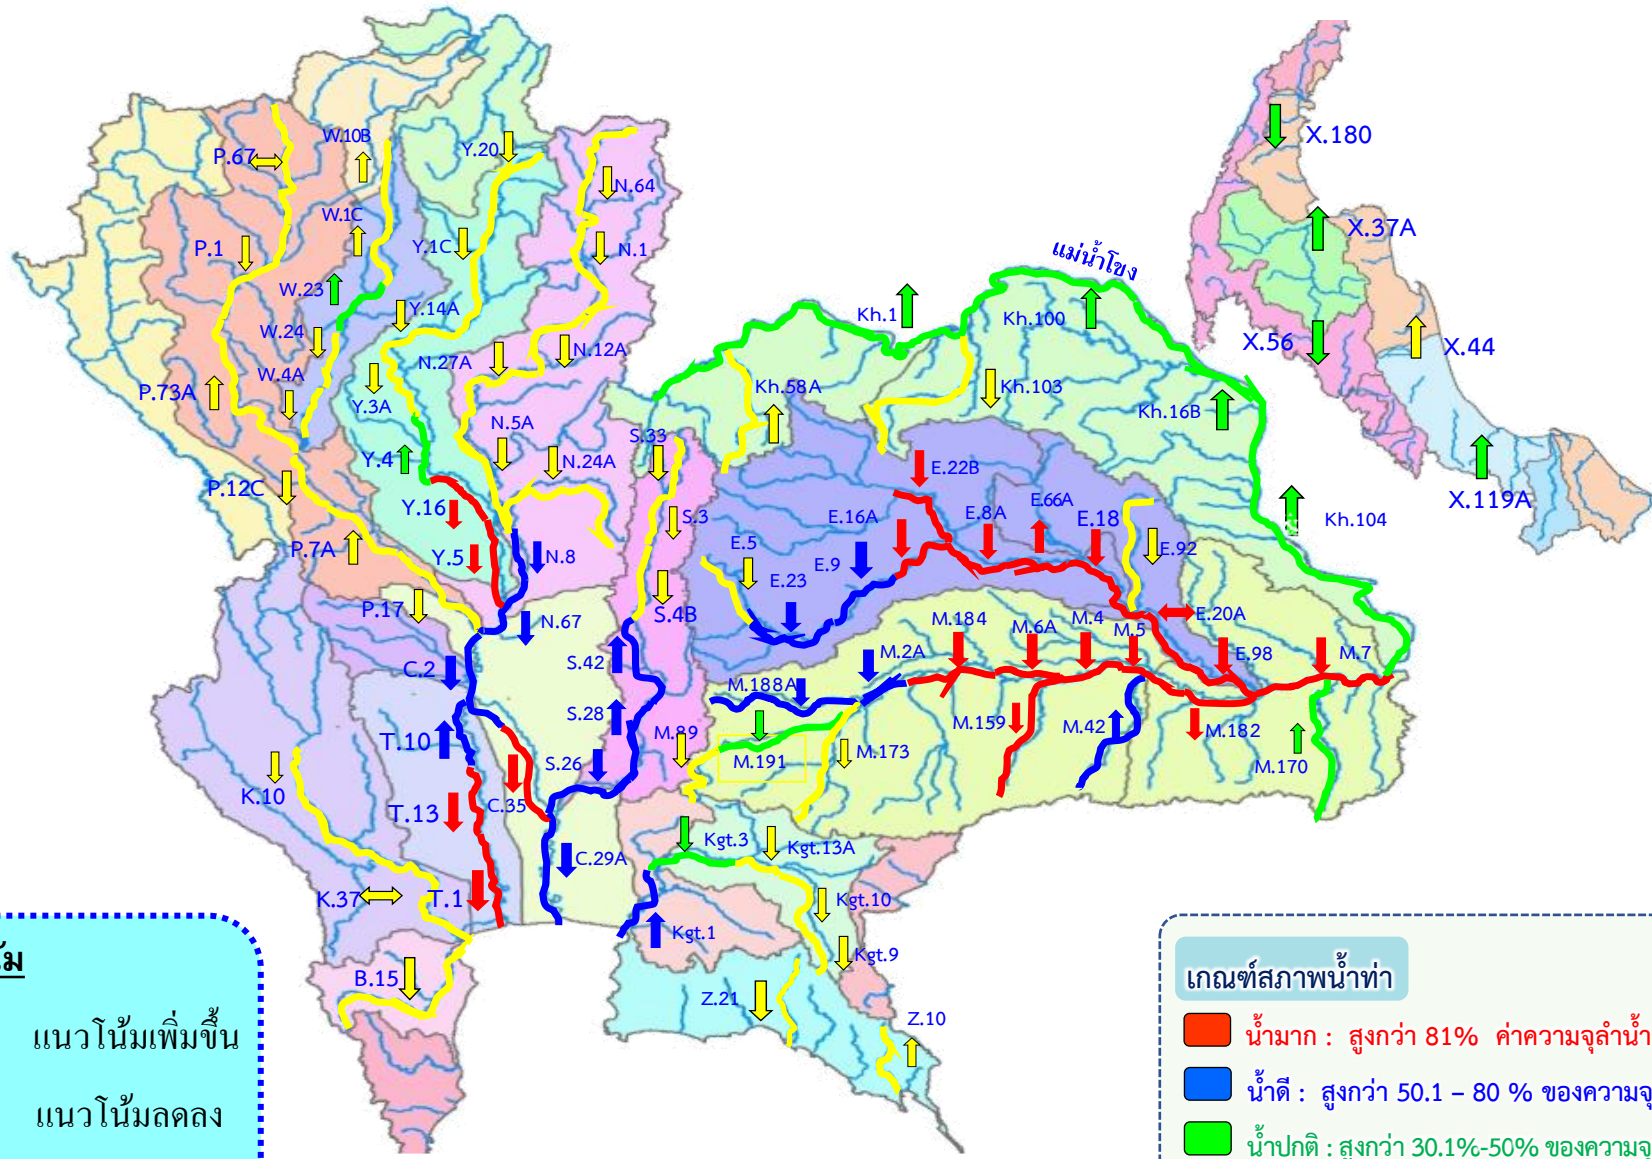 W.10B
P.67
Y.20
X.180
N.64
W.1C
P.1
Y.1C
N.1
X.37A
แม่น้ำโขง
W.23
Y.14A
Kh.1
Kh.100
W.24
N.12A
X.56
X.44
N.27A
W.4A
P.73A
Y.3A
Kh.58A
Kh.103
Kh.16B
N.5A
S.33
Y.4
N.24A
E.22B
P.12C
X.119A
Y.16
S.3
E.16A
E.8A
E.66A
E.18
Kh.104
P.7A
Y.5
N.8
E.5
E.9
E.92
E.23
P.17
S.4B
N.67
M.184
M.6A
M.4
M.5
E.20A
C.2
S.42
M.2A
E.98
M.7
M.188A
S.28
T.10
M.89
M.159
M.42
M.182
M.173
S.26
M.191
M.170
K.10
C.35
T.13
Kgt.3
Kgt.13A
C.29A
K.37
T.1
Kgt.10
Kgt.1
Kgt.9
B.15
Z.21
Z.10
แนวโน้มเพิ่มขึ้น
แนวโน้มลดลง
เกณฑ์สภาพน้ำท่า
น้ำมาก : สูงกว่า 81% ค่าความจุลำน้ำ
น้ำดี : สูงกว่า 50.1 – 80 % ของความจุ
น้ำปกติ : สูงกว่า 30.1%-50% ของความจุ